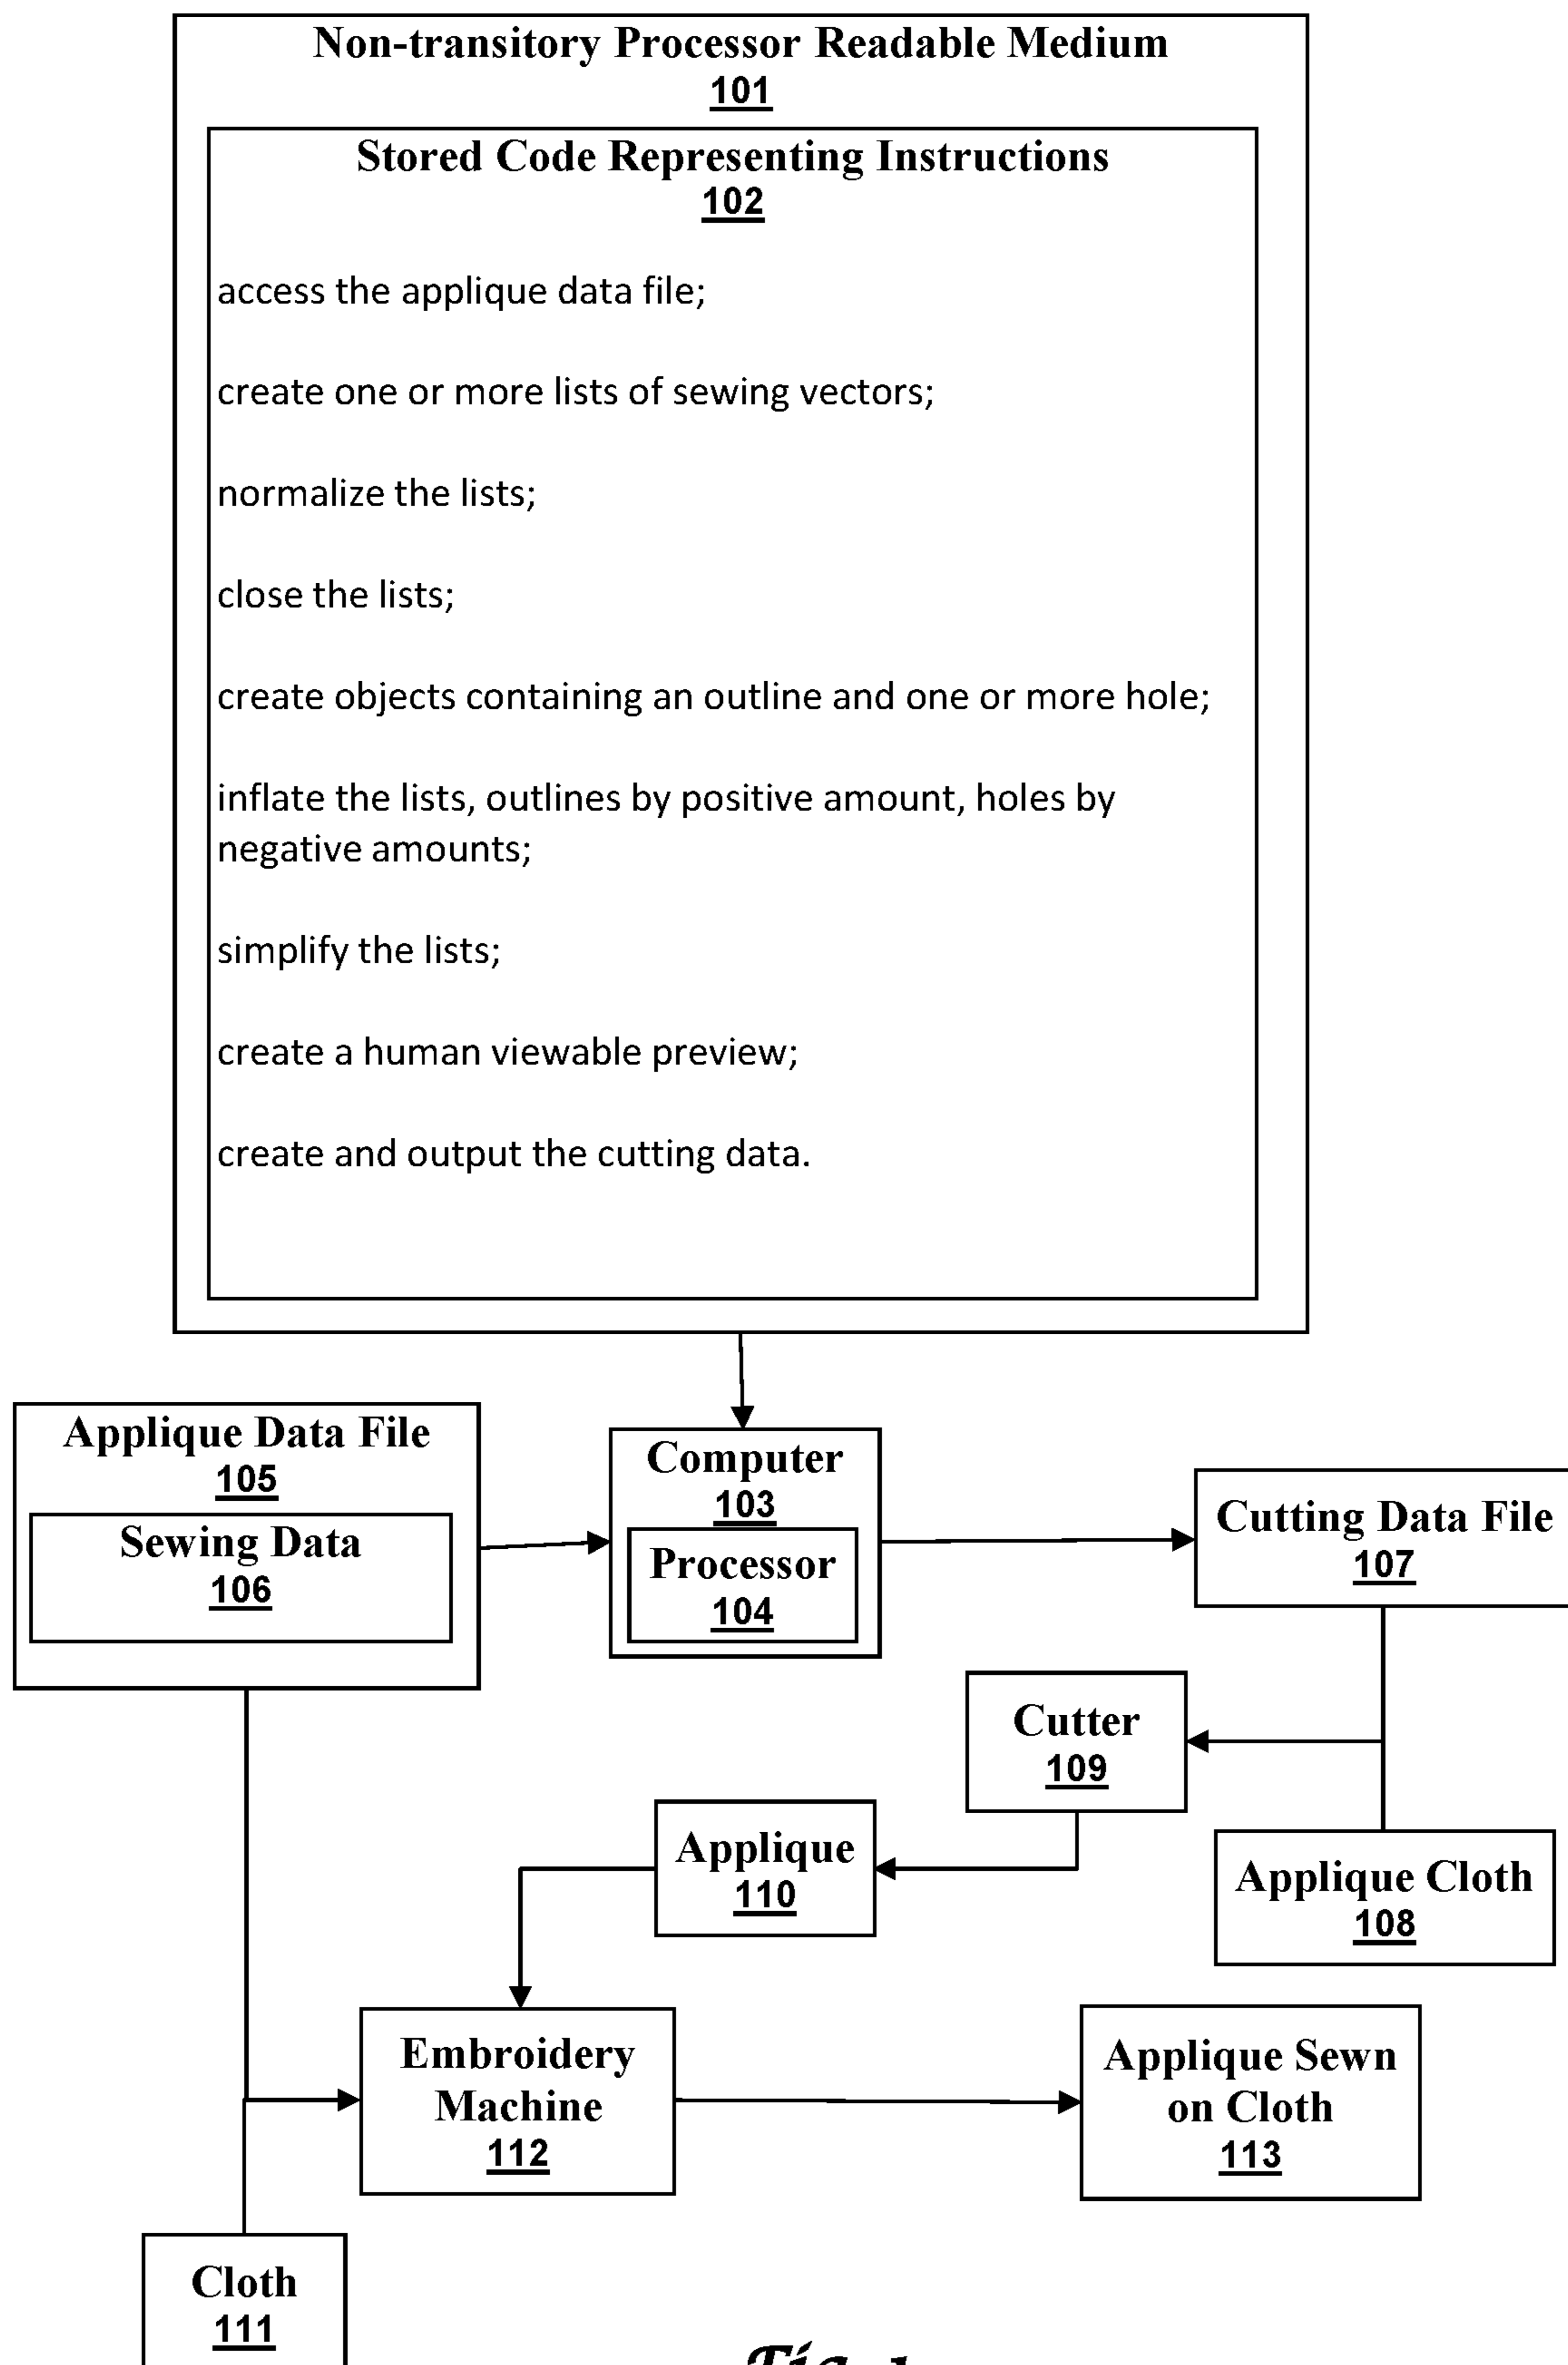 Non-transitory Processor Readable Medium
101
Stored Code Representing Instructions
102
access the applique data file;
create one or more lists of sewing vectors;
normalize the lists;
close the lists;
create objects containing an outline and one or more hole;
inflate the lists, outlines by positive amount, holes by
negative amounts;
simplify the lists;
create a human viewable preview;
create and output the cutting data.
Applique Data File
105
Sewing Data
106
Computer
103
Processor
104
Cutting Data File
107
Cutter
109
Applique
110
Applique Cloth
108
Embroidery
Machine
112
Applique Sewn
on Cloth
113
Cloth
111